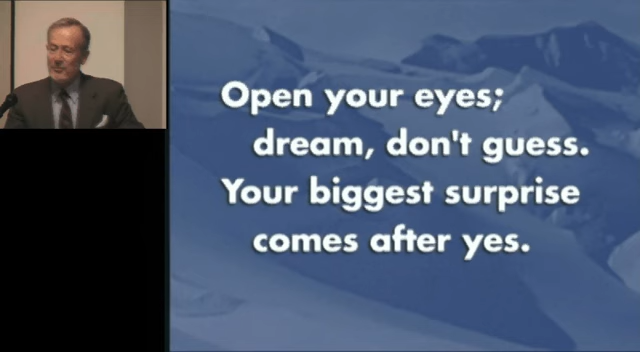 Open your eyes;
dream, don't guess.
Your biggest surprise
comes after yes.